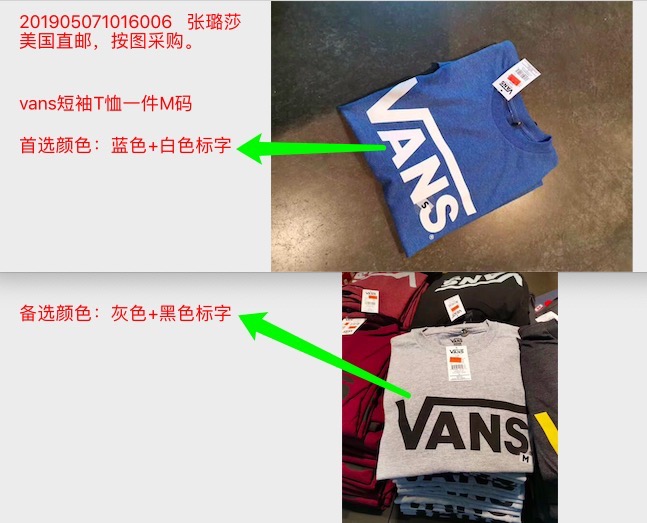 201905071016006 张璐莎
美国直邮，按图采购。
vans短袖T恤一件M码
首选颜色：蓝色+白色标字
VANS
S
备选颜色：灰色+黑色标字
VANS
VANS
M